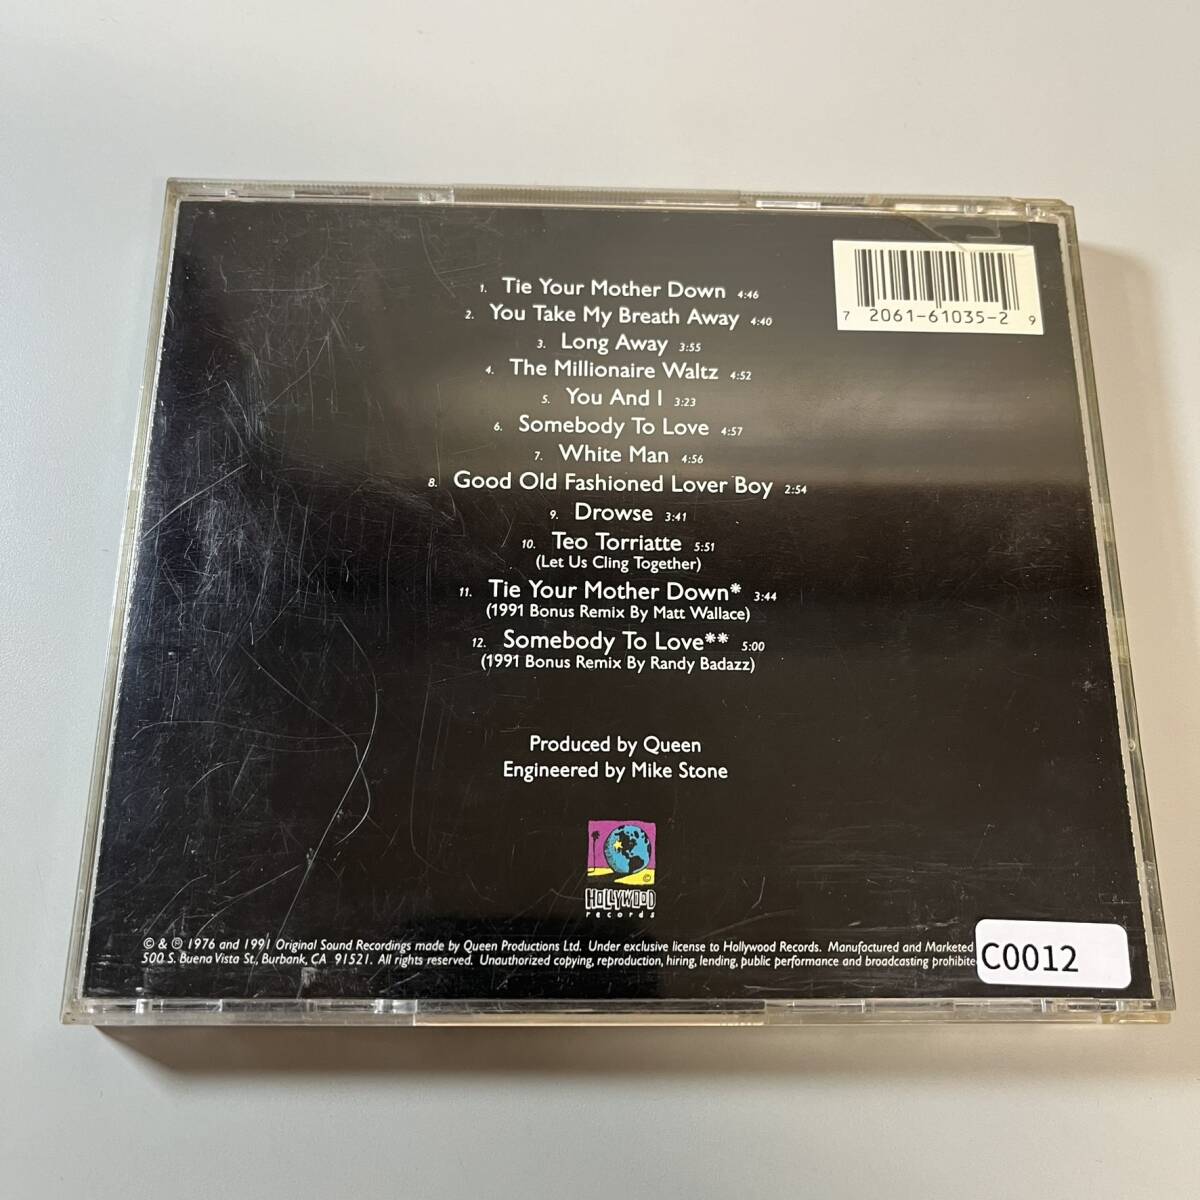 1. Tie Your Mother Down 4:46
2. You Take My Breath Away 4:40
3. Long Away 3:55
4. The Millionaire Waltz 4:52
5. You And I 3:23
6. Somebody To Love 4:57
7. White Man 4:56
8. Good Old Fashioned Lover Boy 2:54
9. Drowse 3:41
10. Teo Torriatte 5:51
(Let Us Cling Together)
11. Tie Your Mother Down* 3:44
(1991 Bonus Remix By Matt Wallace)
12. Somebody To Love** 5:00
(1991 Bonus Remix By Randy Badazz)
7 2061-61035-2 9
Produced by Queen
Engineered by Mike Stone
©
HOLLYWOOD
records
© & ℗ 1976 and 1991 Original Sound Recordings made by Queen Productions Ltd. Under exclusive license to Hollywood Records. Manufactured and Marketed
500 S. Buena Vista St., Burbank, CA 91521. All rights reserved. Unauthorized copying, reproduction, hiring, lending, public performance and broadcasting prohibite
C0012